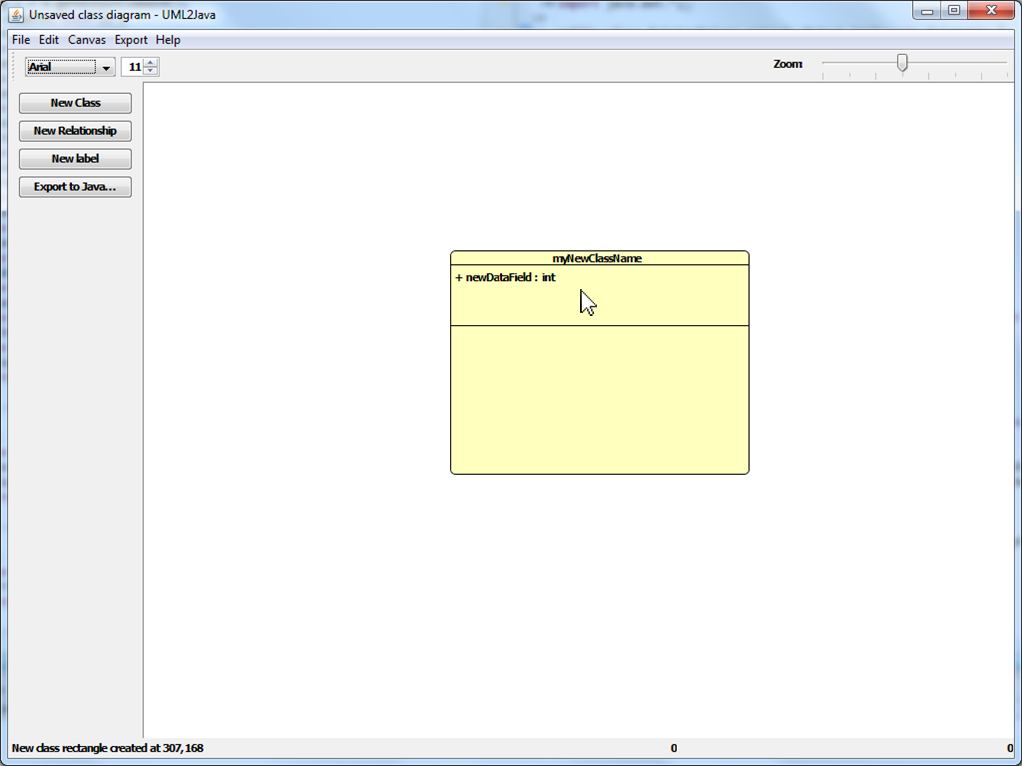 Unsaved class diagram - UML2Java
File Edit Canvas Export Help
Arial 11 Zoom
New Class
New Relationship
New label
Export to Java...
myNewClassName
+ newDataField : int
New class rectangle created at 307,168 0 0